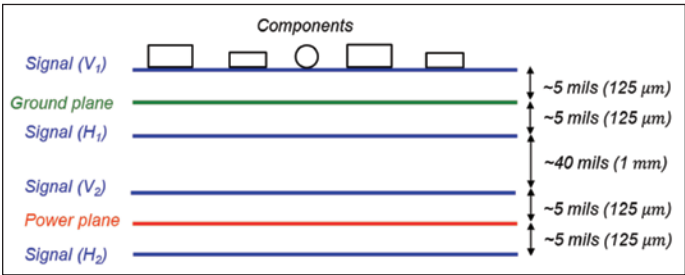 Components
Signal (V₁)
Ground plane
Signal (H₁)
Signal (V₂)
Power plane
Signal (H₂)
~5 mils (125 µm)
~5 mils (125 µm)
~40 mils (1 mm)
~5 mils (125 µm)
~5 mils (125 µm)